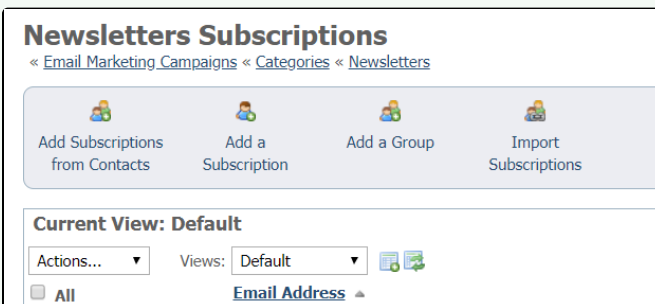 Newsletters Subscriptions
« Email Marketing Campaigns « Categories « Newsletters
Add Subscriptions from Contacts
Add a Subscription
Add a Group
Import Subscriptions
Current View: Default
Actions... Views: Default
All Email Address